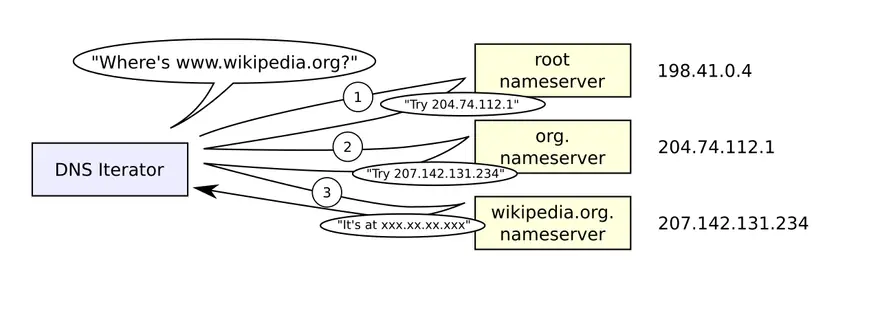 "Where's www.wikipedia.org?"
DNS Iterator
1
2
3
root
nameserver
198.41.0.4
"Try 204.74.112.1"
org.
nameserver
204.74.112.1
"Try 207.142.131.234"
wikipedia.org.
nameserver
207.142.131.234
"It's at xxx.xx.xx.xxx"